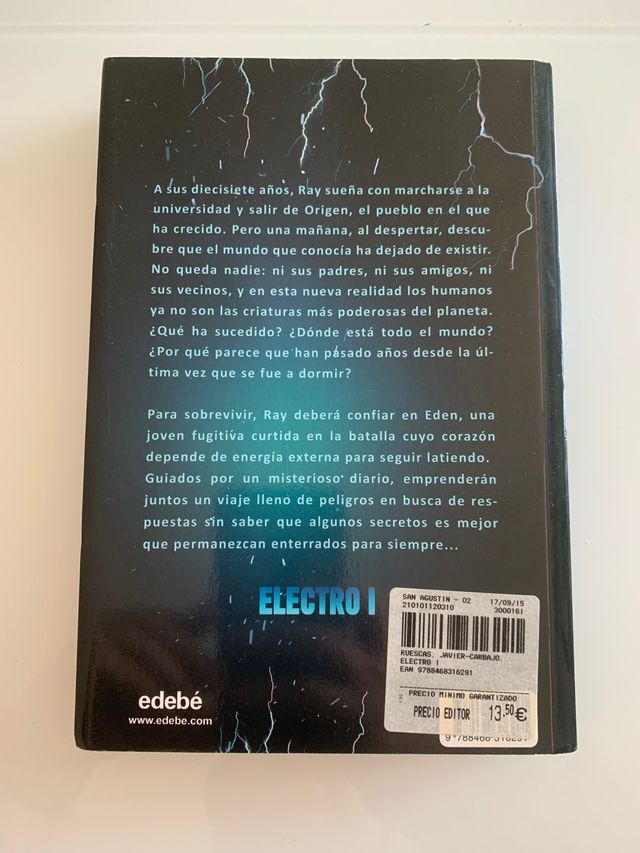 A sus diecisiete años, Ray sueña con marcharse a la
universidad y salir de Origen, el pueblo en el que
ha crecido. Pero una mañana, al despertar, descu-
bre que el mundo que conocía ha dejado de existir.
No queda nadie: ni sus padres, ni sus amigos, ni
sus vecinos, y en esta nueva realidad los humanos
ya no son las criaturas más poderosas del planeta.
¿Qué ha sucedido? ¿Dónde está todo el mundo?
¿Por qué parece que han pasado años desde la úl-
tima vez que se fue a dormir?
Para sobrevivir, Ray deberá confiar en Eden, una
joven fugitiva curtida en la batalla cuyo corazón
depende de energía externa para seguir latiendo.
Guiados por un misterioso diario, emprenderán
juntos un viaje lleno de peligros en busca de res-
puestas sin saber que algunos secretos es mejor
que permanezcan enterrados para siempre...
ELECTRO I
SAN AGUSTIN - 02 17/09/15
210101120310 3000161
RUESCAS, JAVIER-CARBAJO,
ELECTRO 1
EAN 9788468316291
PRECIO MINIMO GARANTIZADO
PRECIO EDITOR 13,50€
edebé
www.edebe.com